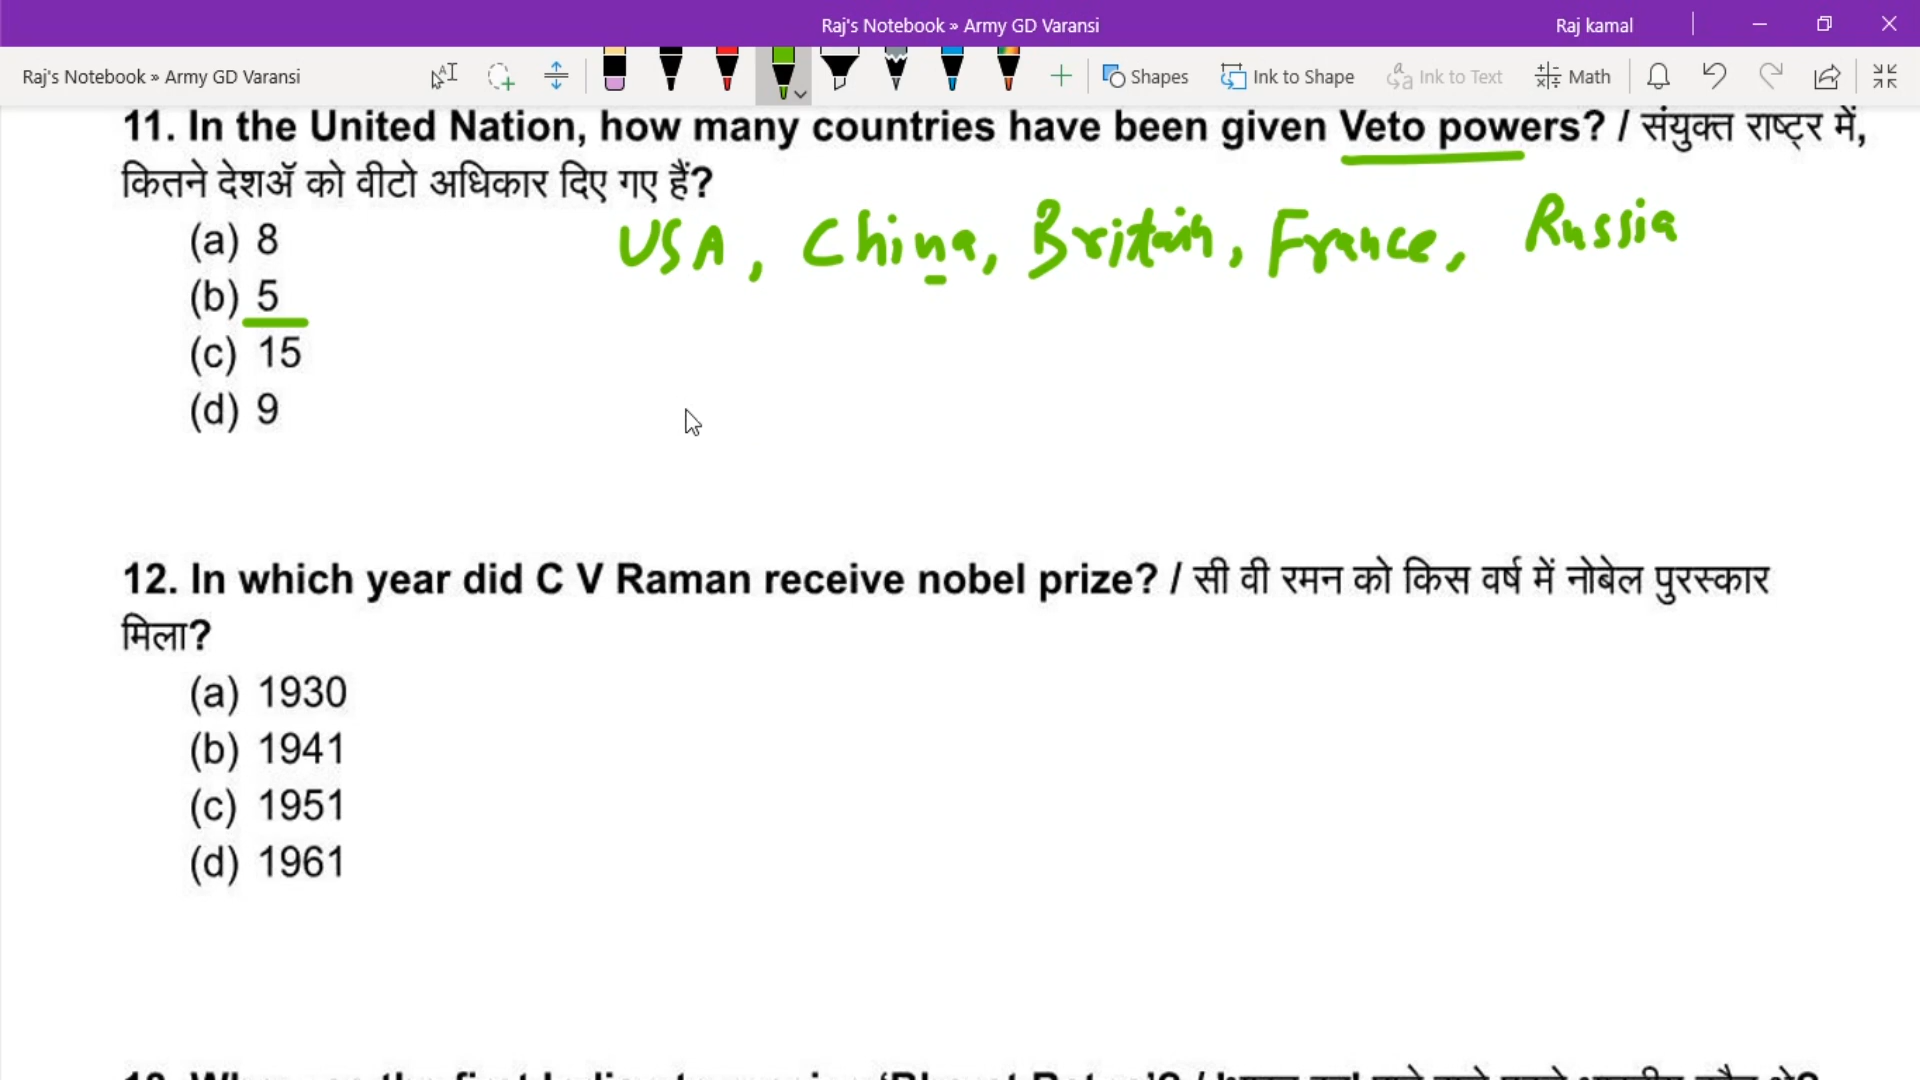 Raj's Notebook » Army GD Varansi
Raj kamal
Raj's Notebook » Army GD Varansi
Shapes
Ink to Shape
Ink to Text
Math
11. In the United Nation, how many countries have been given Veto powers? / संयुक्त राष्ट्र में,
कितने देशॲ को वीटो अधिकार दिए गए हैं?
(a) 8
USA, China, Britain, France, Russia
(b) 5
(c) 15
(d) 9
12. In which year did C V Raman receive nobel prize? / सी वी रमन को किस वर्ष में नोबेल पुरस्कार
मिला?
(a) 1930
(b) 1941
(c) 1951
(d) 1961